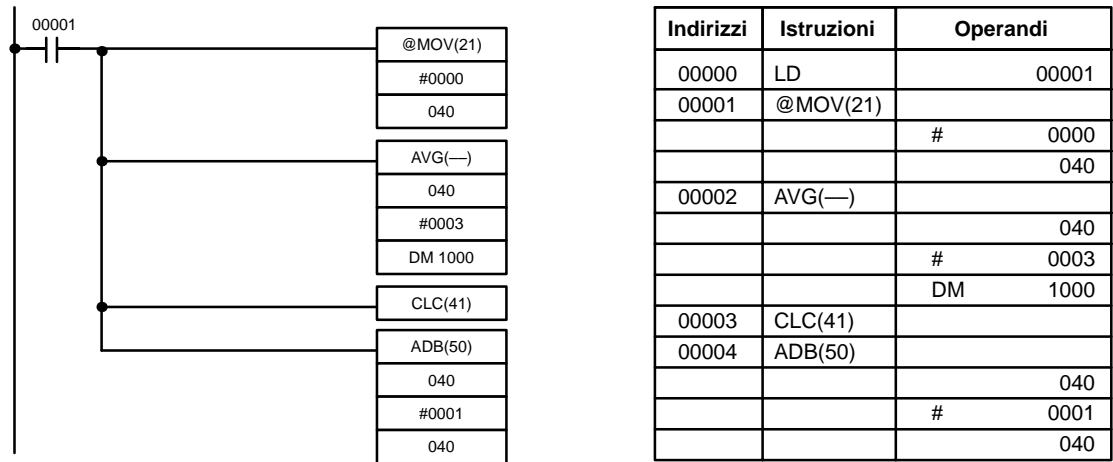 00001
@MOV(21)
#0000
040
AVG(––)
040
#0003
DM 1000
CLC(41)
ADB(50)
040
#0001
040
Indirizzi Istruzioni Operandi
00000 LD 00001
00001 @MOV(21)
# 0000
040
00002 AVG(––)
040
# 0003
DM 1000
00003 CLC(41)
00004 ADB(50)
040
# 0001
040